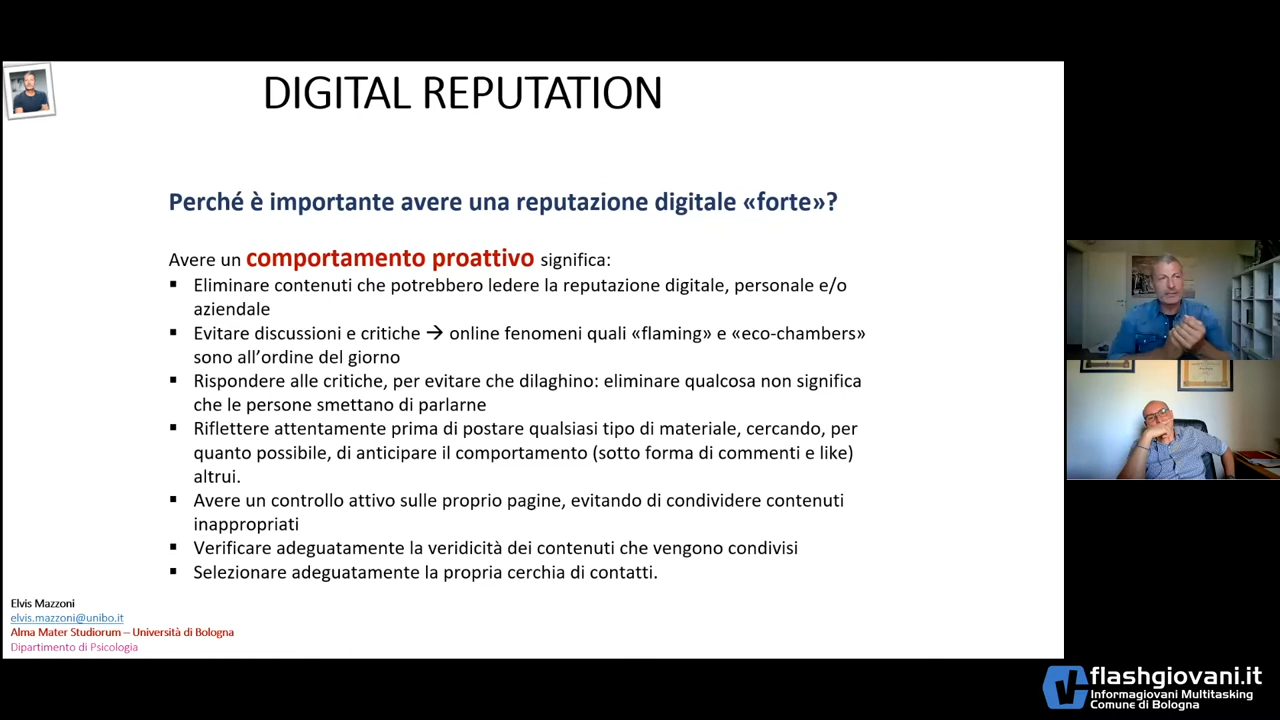 DIGITAL REPUTATION
Perché è importante avere una reputazione digitale «forte»?
Avere un comportamento proattivo significa:
▪ Eliminare contenuti che potrebbero ledere la reputazione digitale, personale e/o
aziendale
▪ Evitare discussioni e critiche → online fenomeni quali «flaming» e «eco-chambers»
sono all’ordine del giorno
▪ Rispondere alle critiche, per evitare che dilaghino: eliminare qualcosa non significa
che le persone smettano di parlarne
▪ Riflettere attentamente prima di postare qualsiasi tipo di materiale, cercando, per
quanto possibile, di anticipare il comportamento (sotto forma di commenti e like)
altrui.
▪ Avere un controllo attivo sulle proprio pagine, evitando di condividere contenuti
inappropriati
▪ Verificare adeguatamente la veridicità dei contenuti che vengono condivisi
▪ Selezionare adeguatamente la propria cerchia di contatti.
Elvis Mazzoni
elvis.mazzoni@unibo.it
Alma Mater Studiorum – Università di Bologna
Dipartimento di Psicologia
flashgiovani.it
Informagiovani Multitasking
Comune di Bologna